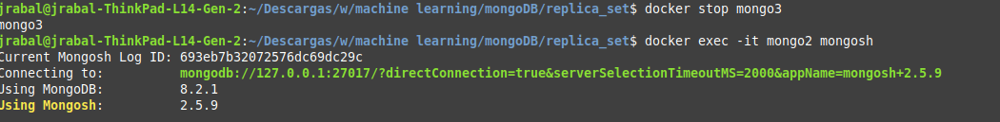 jrabal@jrabal-ThinkPad-L14-Gen-2:~/Descargas/w/machine learning/mongoDB/replica_set$ docker stop mongo3
mongo3
jrabal@jrabal-ThinkPad-L14-Gen-2:~/Descargas/w/machine learning/mongoDB/replica_set$ docker exec -it mongo2 mongosh
Current Mongosh Log ID: 693eb7b32072576dc69dc29c
Connecting to: mongodb://127.0.0.1:27017/?directConnection=true&serverSelectionTimeoutMS=2000&appName=mongosh+2.5.9
Using MongoDB: 8.2.1
Using Mongosh: 2.5.9